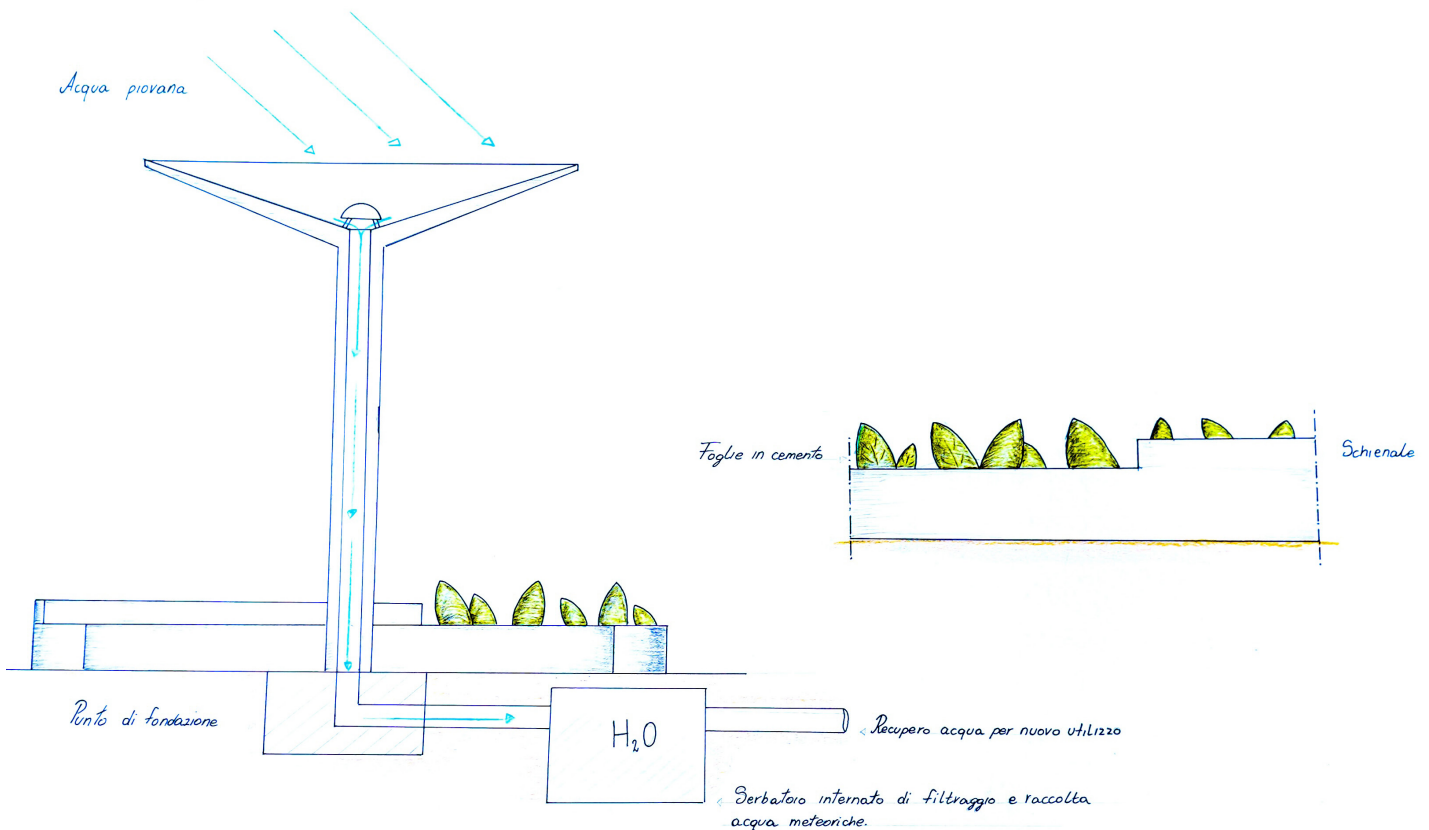 Acqua piovana
Foglie in cemento
Schienale
Punto di fondazione
H₂O
Recupero acqua per nuovo utilizzo
Serbatoio internato di filtraggio e raccolta
acqua meteoriche.